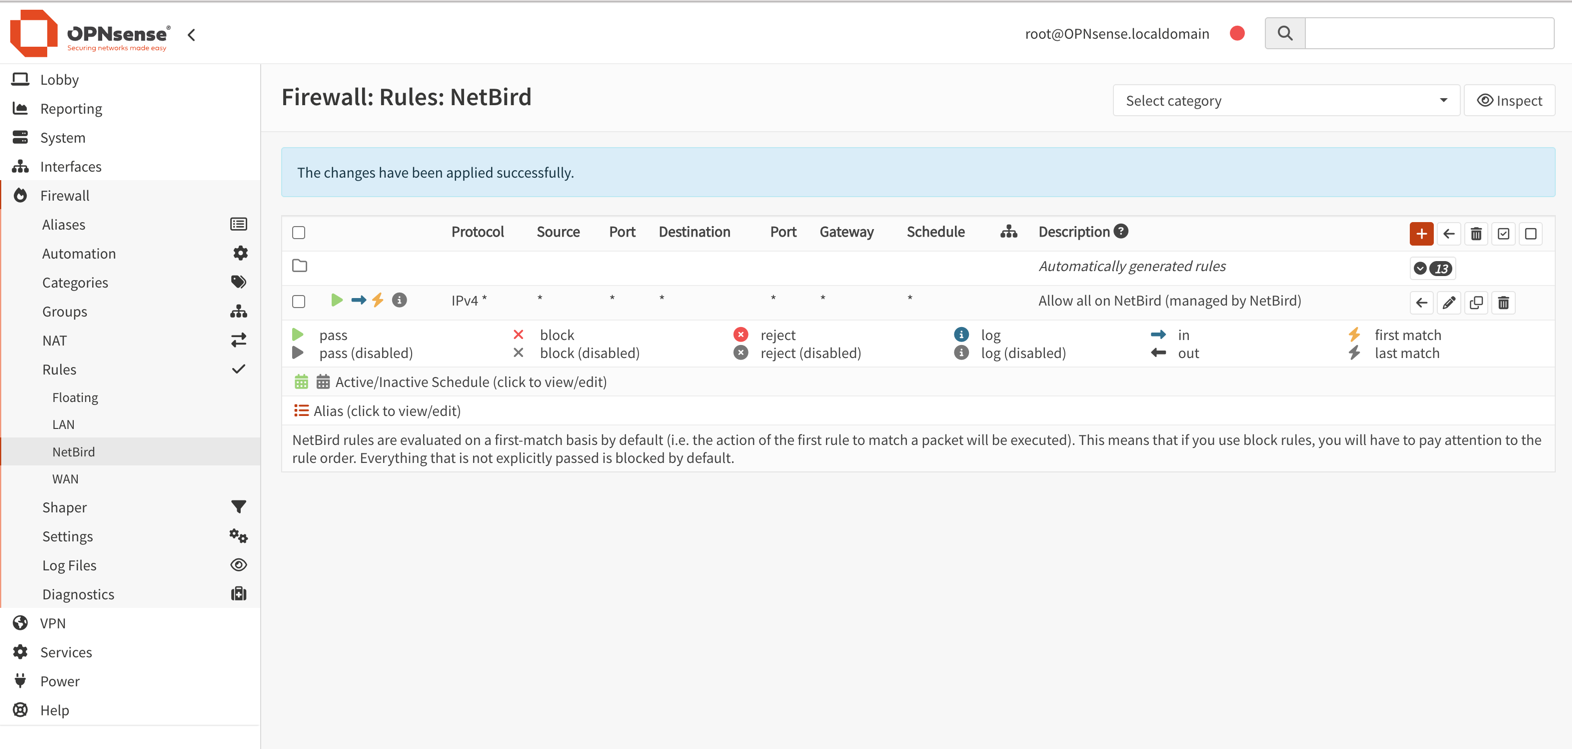 OPNsense®
Securing networks made easy
root@OPNsense.localdomain
Lobby
Reporting
System
Interfaces
Firewall
Aliases
Automation
Categories
Groups
NAT
Rules
Floating
LAN
NetBird
WAN
Shaper
Settings
Log Files
Diagnostics
VPN
Services
Power
Help
Firewall: Rules: NetBird
Select category
Inspect
The changes have been applied successfully.
Protocol Source Port Destination Port Gateway Schedule Description ?
Automatically generated rules 13
IPv4 * * * * * * * Allow all on NetBird (managed by NetBird)
pass block reject log in first match
pass (disabled) block (disabled) reject (disabled) log (disabled) out last match
Active/Inactive Schedule (click to view/edit)
Alias (click to view/edit)
NetBird rules are evaluated on a first-match basis by default (i.e. the action of the first rule to match a packet will be executed). This means that if you use block rules, you will have to pay attention to the
rule order. Everything that is not explicitly passed is blocked by default.